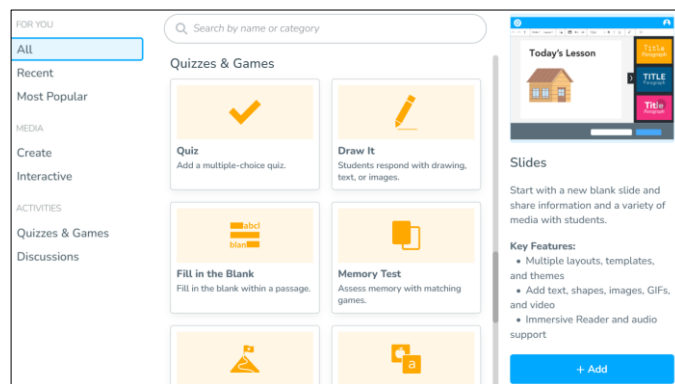 FOR YOU
All
Recent
Most Popular
MEDIA
Create
Interactive
ACTIVITIES
Quizzes & Games
Discussions
Search by name or category
Quizzes & Games
Quiz
Add a multiple-choice quiz.
Draw It
Students respond with drawing,
text, or images.
abcl
blan
Fill in the Blank
Fill in the blank within a passage.
Memory Test
Assess memory with matching
games.
a
Today's Lesson
Title
Paragraph
TITLE
Paragraph
Title
Paragraph
Slides
Start with a new blank slide and
share information and a variety of
media with students.
Key Features:
• Multiple layouts, templates,
and themes
• Add text, shapes, images, GIFs,
and video
• Immersive Reader and audio
support
+ Add